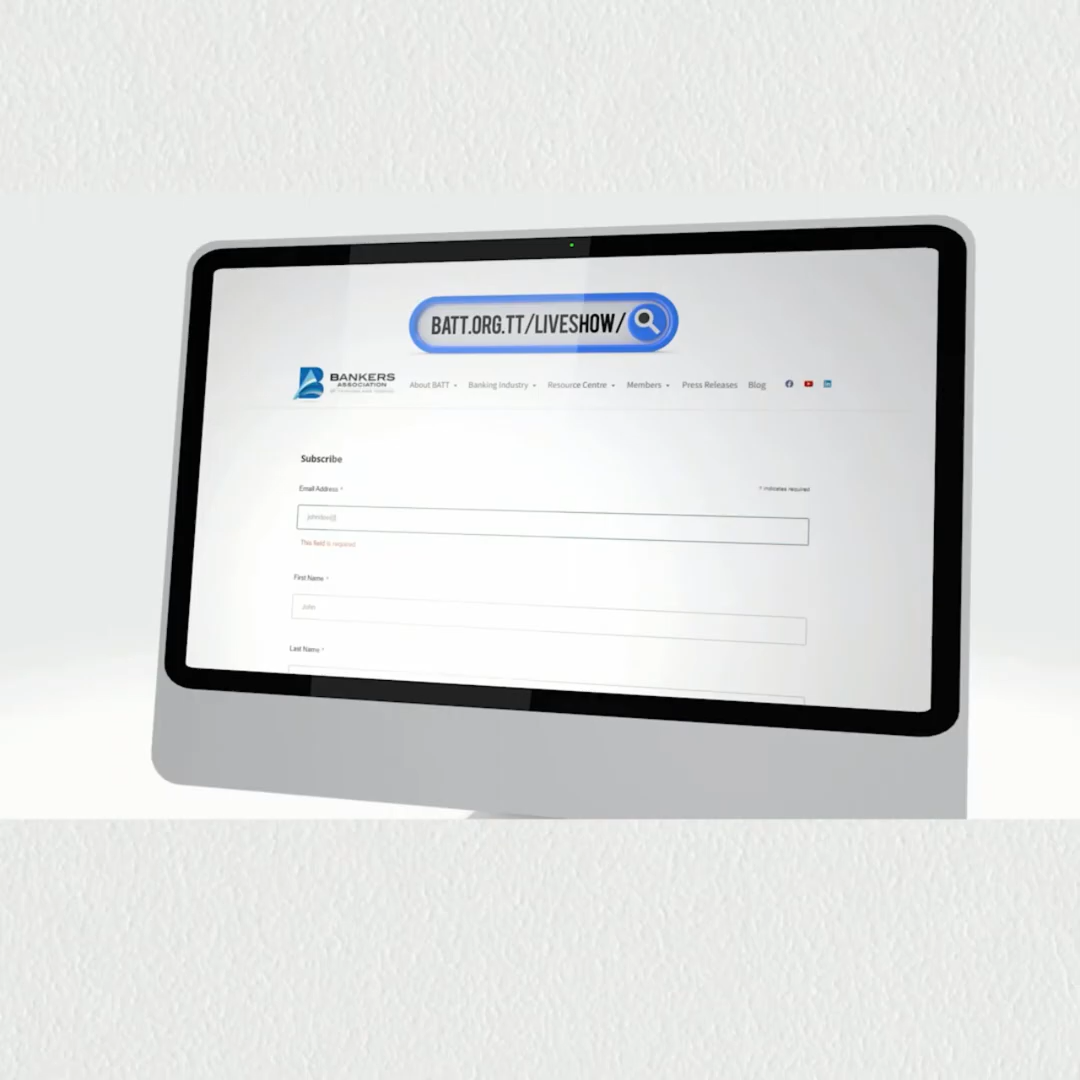 BATT.ORG.TT/LIVESHOW/
BANKERS
ASSOCIATION
About BATT Banking Industry Resource Centre Members Press Releases Blog
Subscribe
Email Address *
* indicates required
This field is required
First Name *
John
Last Name *